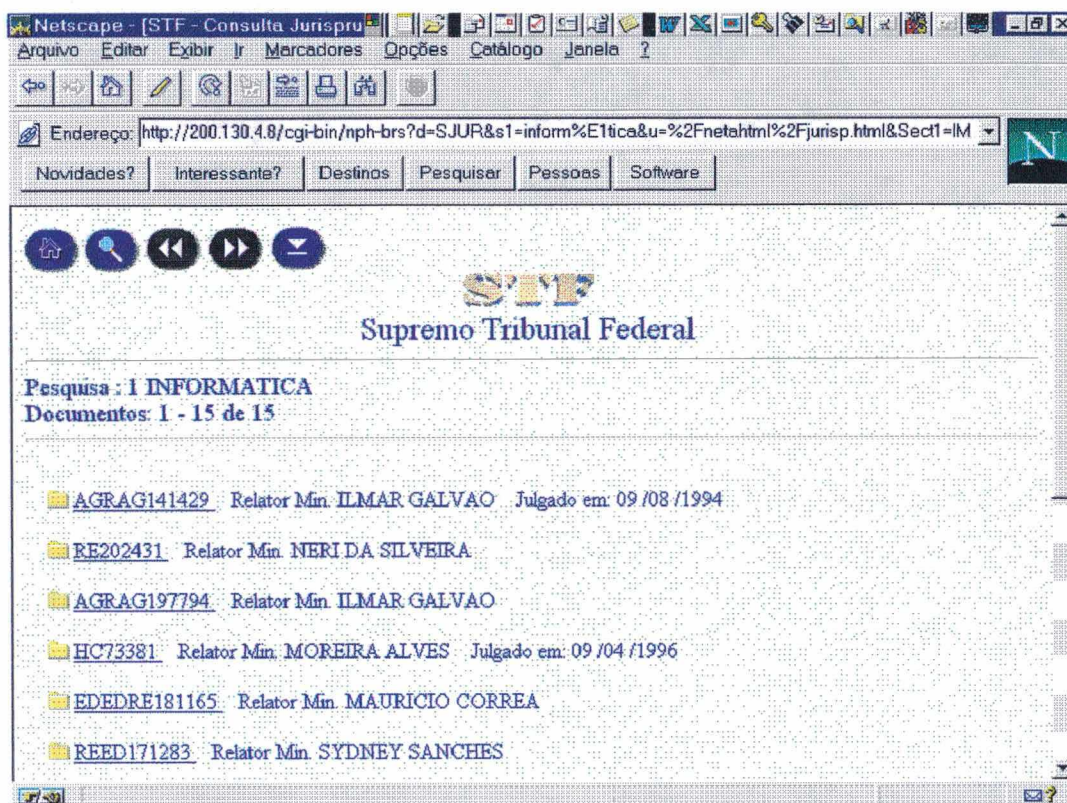 Netscape - [STF - Consulta Jurispru
Arquivo Editar Exibir Ir Marcadores Opções Catálogo Janela ?
Endereço: http://200.130.4.8/cgi-bin/nph-brs?d=SJUR&s1=inform%E1tica&u=%2Fnetahtml%2Fjurisp.html&Sect1=IM
N
Novidades? Interessante? Destinos Pesquisar Pessoas Software
STF
Supremo Tribunal Federal
Pesquisa : 1 INFORMATICA
Documentos: 1 - 15 de 15
AGRAG141429 Relator Min. ILMAR GALVAO Julgado em: 09 /08 /1994
RE202431 Relator Min. NERI DA SILVEIRA
AGRAG197794 Relator Min. ILMAR GALVAO
HC73381 Relator Min. MOREIRA ALVES Julgado em: 09 /04 /1996
EDEDRE181165 Relator Min. MAURICIO CORREA
REED171283 Relator Min. SYDNEY SANCHES